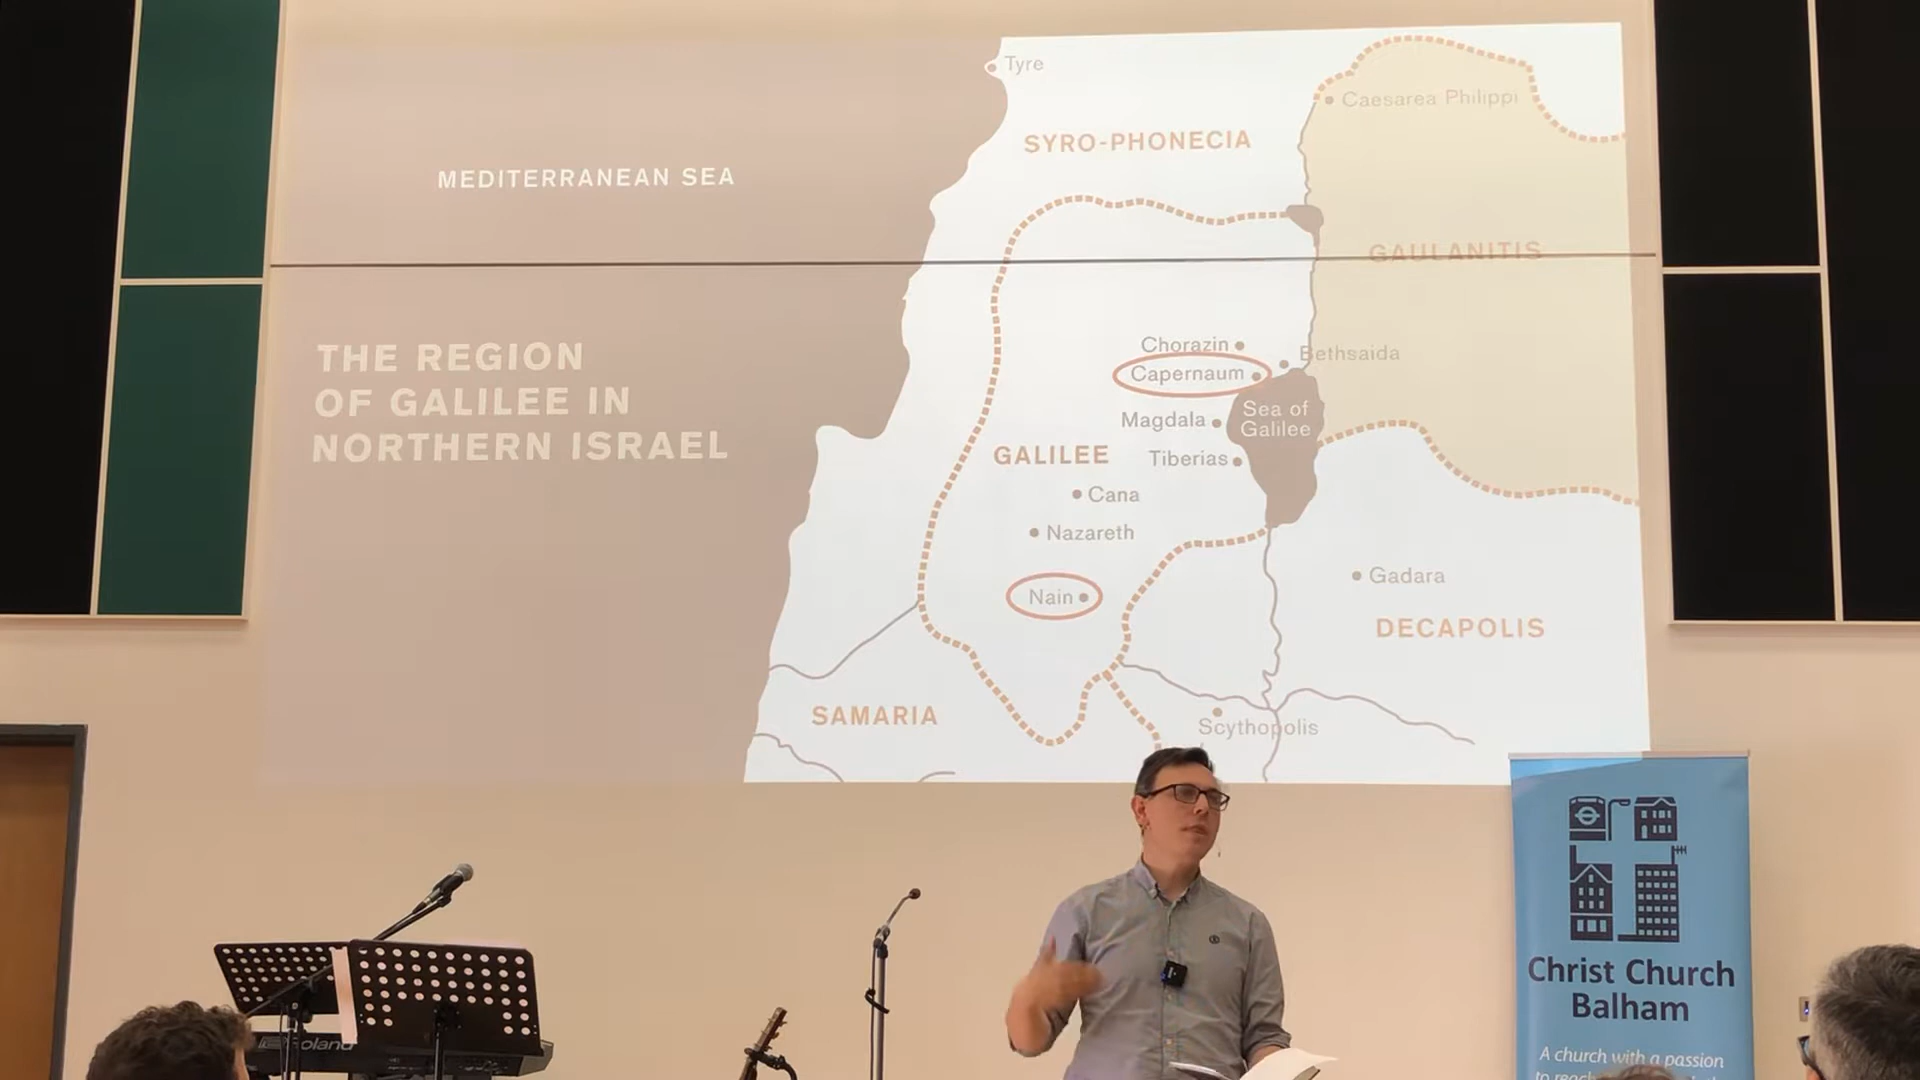 Tyre
Caesarea Philippi
SYRO-PHONECIA
MEDITERRANEAN SEA
GAULANITIS
THE REGION
OF GALILEE IN
NORTHERN ISRAEL
Chorazin
Bethsaida
Capernaum
Magdala
Sea of
Galilee
GALILEE
Tiberias
Cana
Nazareth
Nain
Gadara
DECAPOLIS
SAMARIA
Scythopolis
Christ Church
Balham
A church with a passion
Roland